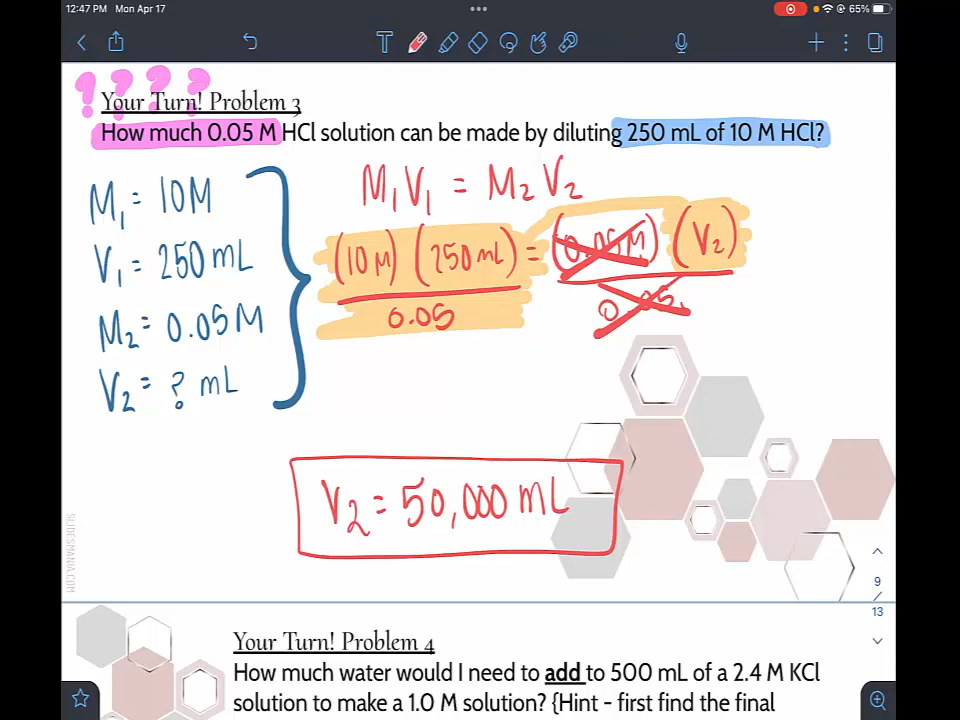 12:47 PM Mon Apr 17
65%
? ? ? ?
Your Turn! Problem 3
How much 0.05 M HCl solution can be made by diluting 250 mL of 10 M HCl?
M₁ = 10M
V₁ = 250 mL
M₂ = 0.05 M
V₂ = ? mL
M₁V₁ = M₂V₂
(10 M) (250 mL) = (0.05 M) (V₂)
0.05 0.05
V₂ = 50,000 mL
SLIDESMANIA.COM
9
/
13
Your Turn! Problem 4
How much water would I need to add to 500 mL of a 2.4 M KCl
solution to make a 1.0 M solution? {Hint - first find the final